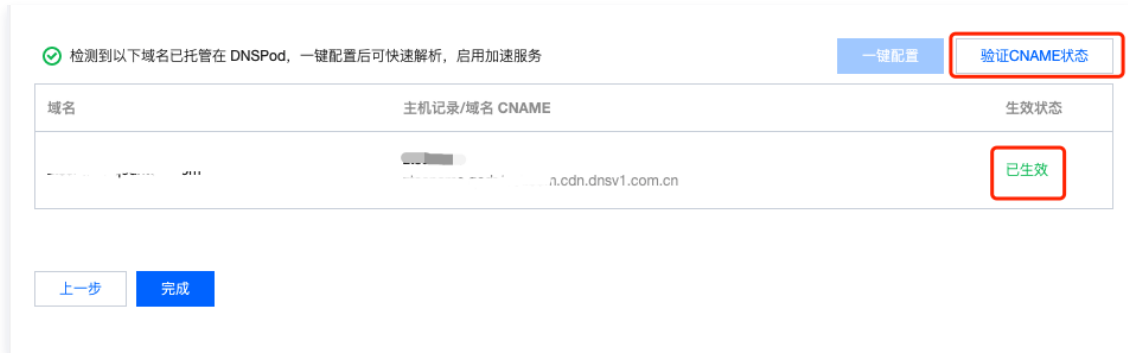 检测到以下域名已托管在 DNSPod，一键配置后可快速解析，启用加速服务
一键配置
验证CNAME状态
域名
主机记录/域名 CNAME
生效状态
.cdn.dnsv1.com.cn
已生效
上一步
完成